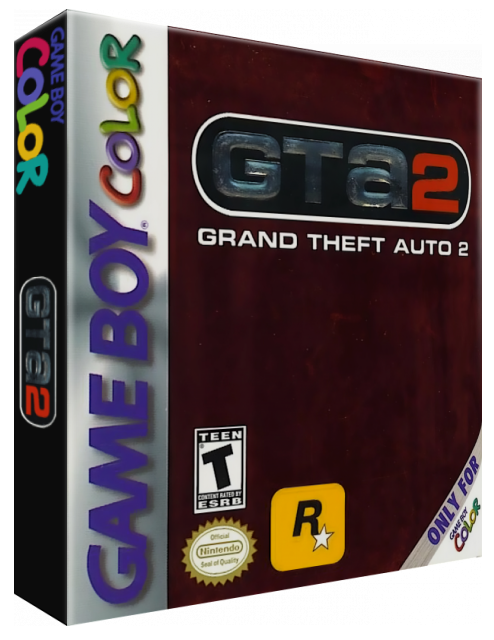 GAME BOY
COLOR
GTA2
GAME BOY COLOR
GTA2
GRAND THEFT AUTO 2
TEEN
T
CONTENT RATED BY
ESRB
Official
Nintendo
Seal of Quality
R
ONLY FOR
GAME BOY
COLOR